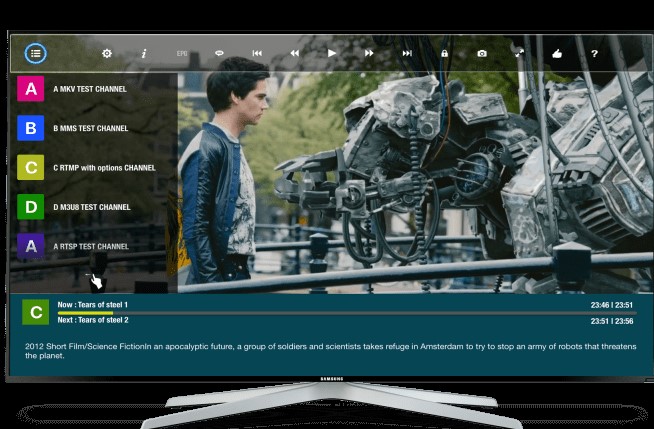 i
EPG
?
A
A MKV TEST CHANNEL
B
B MMS TEST CHANNEL
C
C RTMP with options CHANNEL
D
D M3U8 TEST CHANNEL
A
A RTSP TEST CHANNEL
C
Now : Tears of steel 1
23:46 I 23:51
Next : Tears of steel 2
23:51 I 23:56
2012 Short Film/Science FictionIn an apocalyptic future, a group of soldiers and scientists takes refuge in Amsterdam to try to stop an army of robots that threatens
the planet.
SAMSUNG